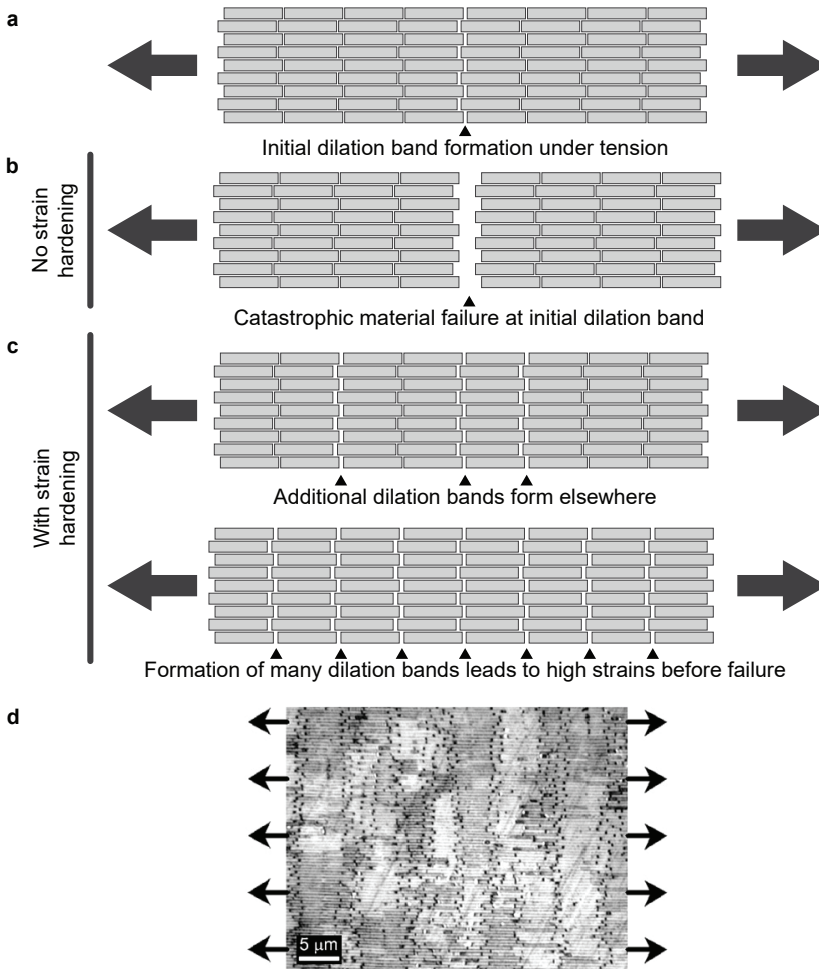 a
Initial dilation band formation under tension
b
No strain
hardening
Catastrophic material failure at initial dilation band
c
With strain
hardening
Additional dilation bands form elsewhere
Formation of many dilation bands leads to high strains before failure
d
5 μm